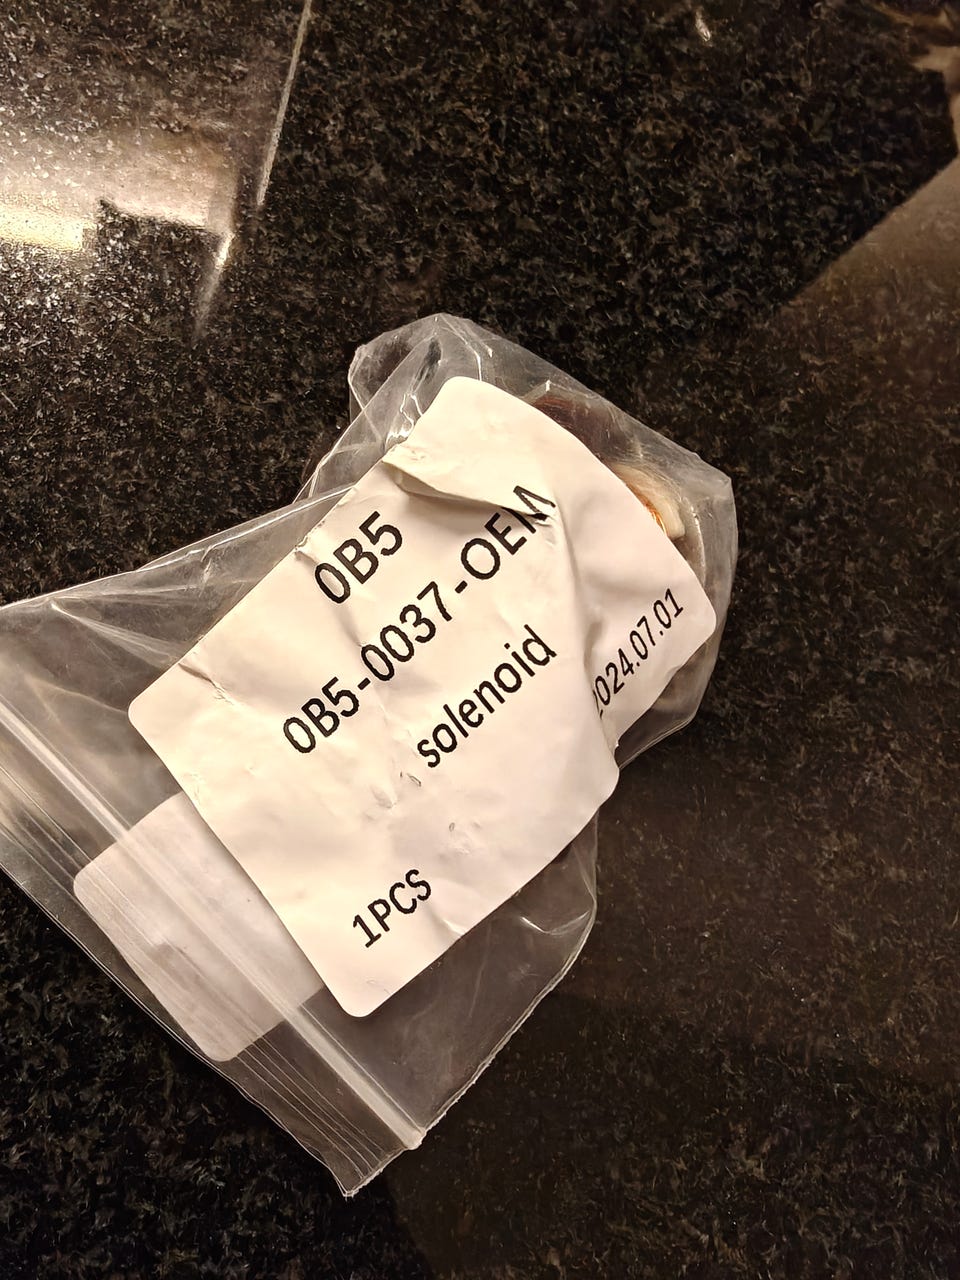 0B5
0B5-0037-OEM
solenoid
1PCS
2024.07.01